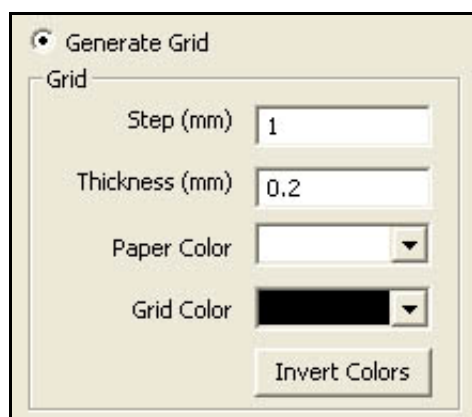 Generate Grid
Grid
Step (mm) 1
Thickness (mm) 0.2
Paper Color
Grid Color
Invert Colors